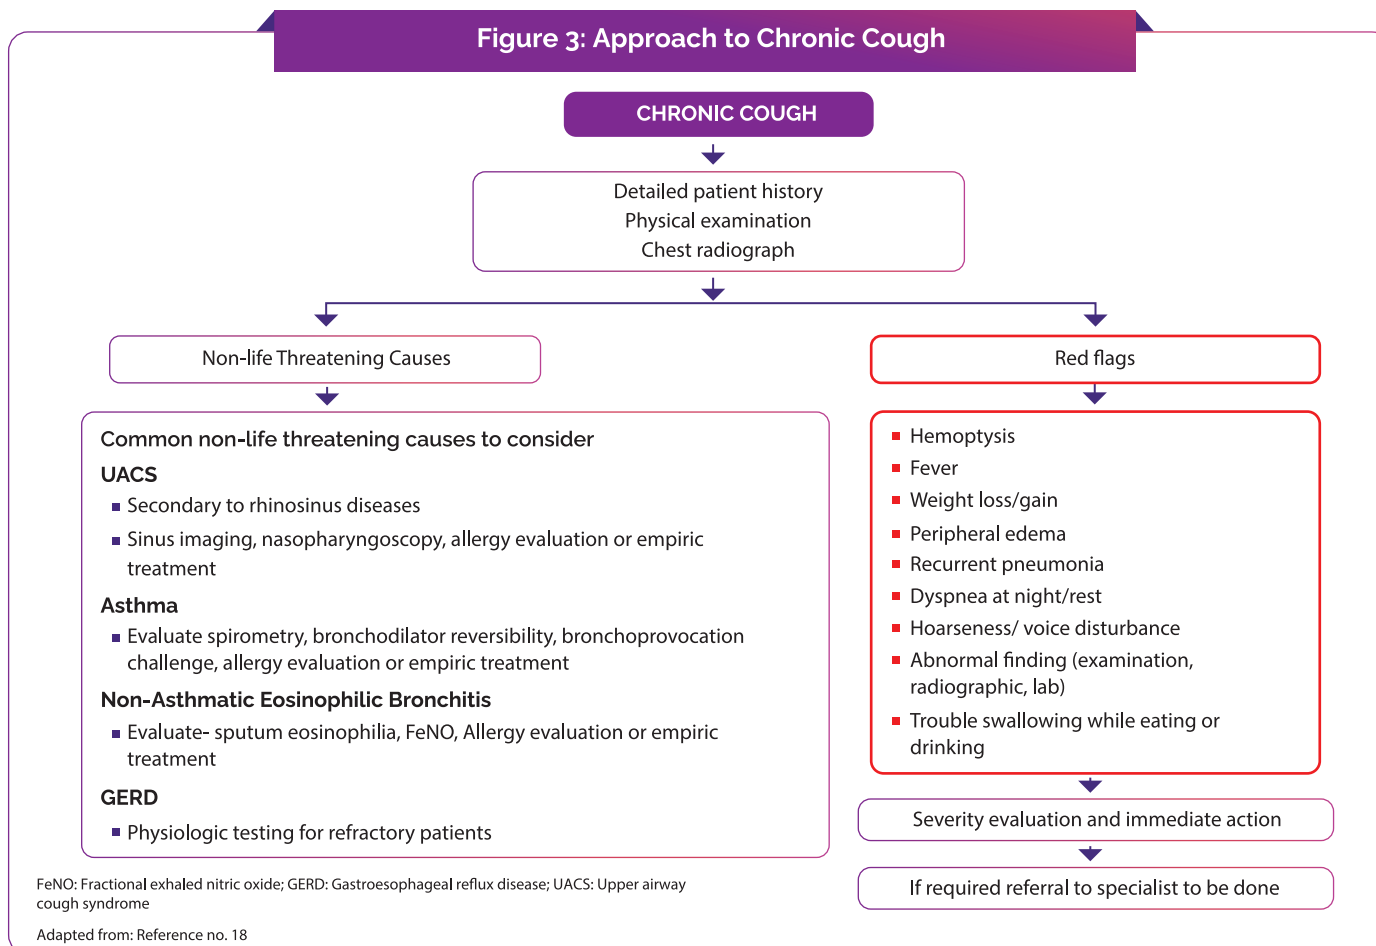 Figure 3: Approach to Chronic Cough
CHRONIC COUGH
Detailed patient history
Physical examination
Chest radiograph
Non-life Threatening Causes
Common non-life threatening causes to consider
UACS
Secondary to rhinosinus diseases
Sinus imaging, nasopharyngoscopy, allergy evaluation or empiric
treatment
Asthma
Evaluate spirometry, bronchodilator reversibility, bronchoprovocation
challenge, allergy evaluation or empiric treatment
Non-Asthmatic Eosinophilic Bronchitis
Evaluate- sputum eosinophilia, FeNO, Allergy evaluation or empiric
treatment
GERD
Physiologic testing for refractory patients
Red flags
Hemoptysis
Fever
Weight loss/gain
Peripheral edema
Recurrent pneumonia
Dyspnea at night/rest
Hoarseness/ voice disturbance
Abnormal finding (examination,
radiographic, lab)
Trouble swallowing while eating or
drinking
Severity evaluation and immediate action
If required referral to specialist to be done
FeNO: Fractional exhaled nitric oxide; GERD: Gastroesophageal reflux disease; UACS: Upper airway
cough syndrome
Adapted from: Reference no. 18